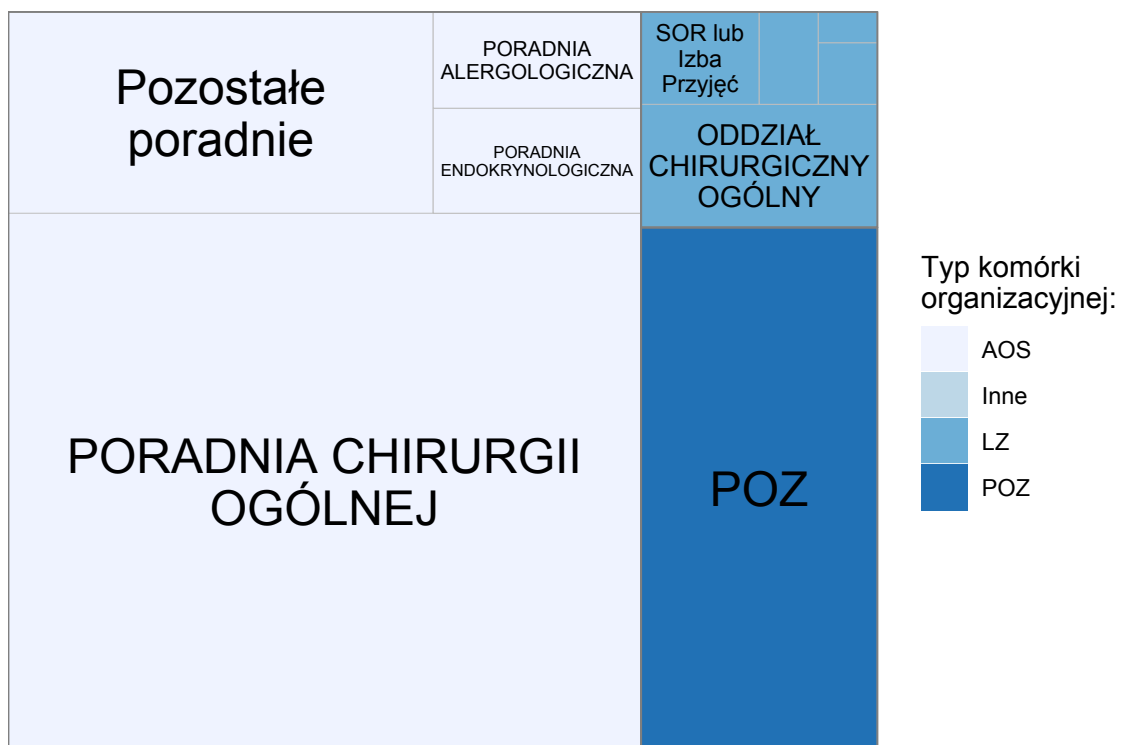 Pozostałe
poradnie
PORADNIA
ALERGOLOGICZNA
PORADNIA
ENDOKRYNOLOGICZNA
SOR lub
Izba
Przyjęć
ODDZIAŁ
CHIRURGICZNY
OGÓLNY
PORADNIA CHIRURGII
OGÓLNEJ
POZ
Typ komórki
organizacyjnej:
AOS
Inne
LZ
POZ